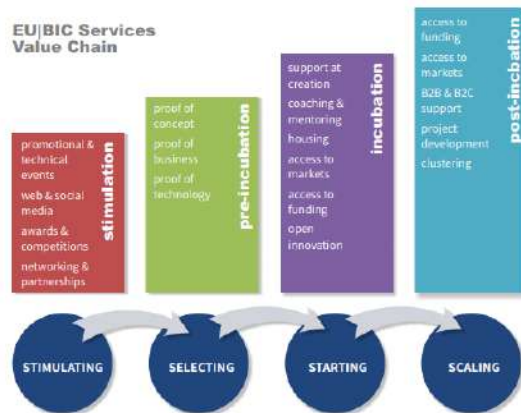 EU|BIC Services
Value Chain
promotional &
technical
events
web & social
media
awards &
competitions
networking &
partnerships
stimulation
proof of
concept
proof of
business
proof of
technology
pre-incubation
support at
creation
coaching &
mentoring
housing
access to
markets
access to
funding
open
innovation
incubation
access to
funding
access to
markets
B2B & B2C
support
project
development
clustering
post-incbation
STIMULATING
SELECTING
STARTING
SCALING